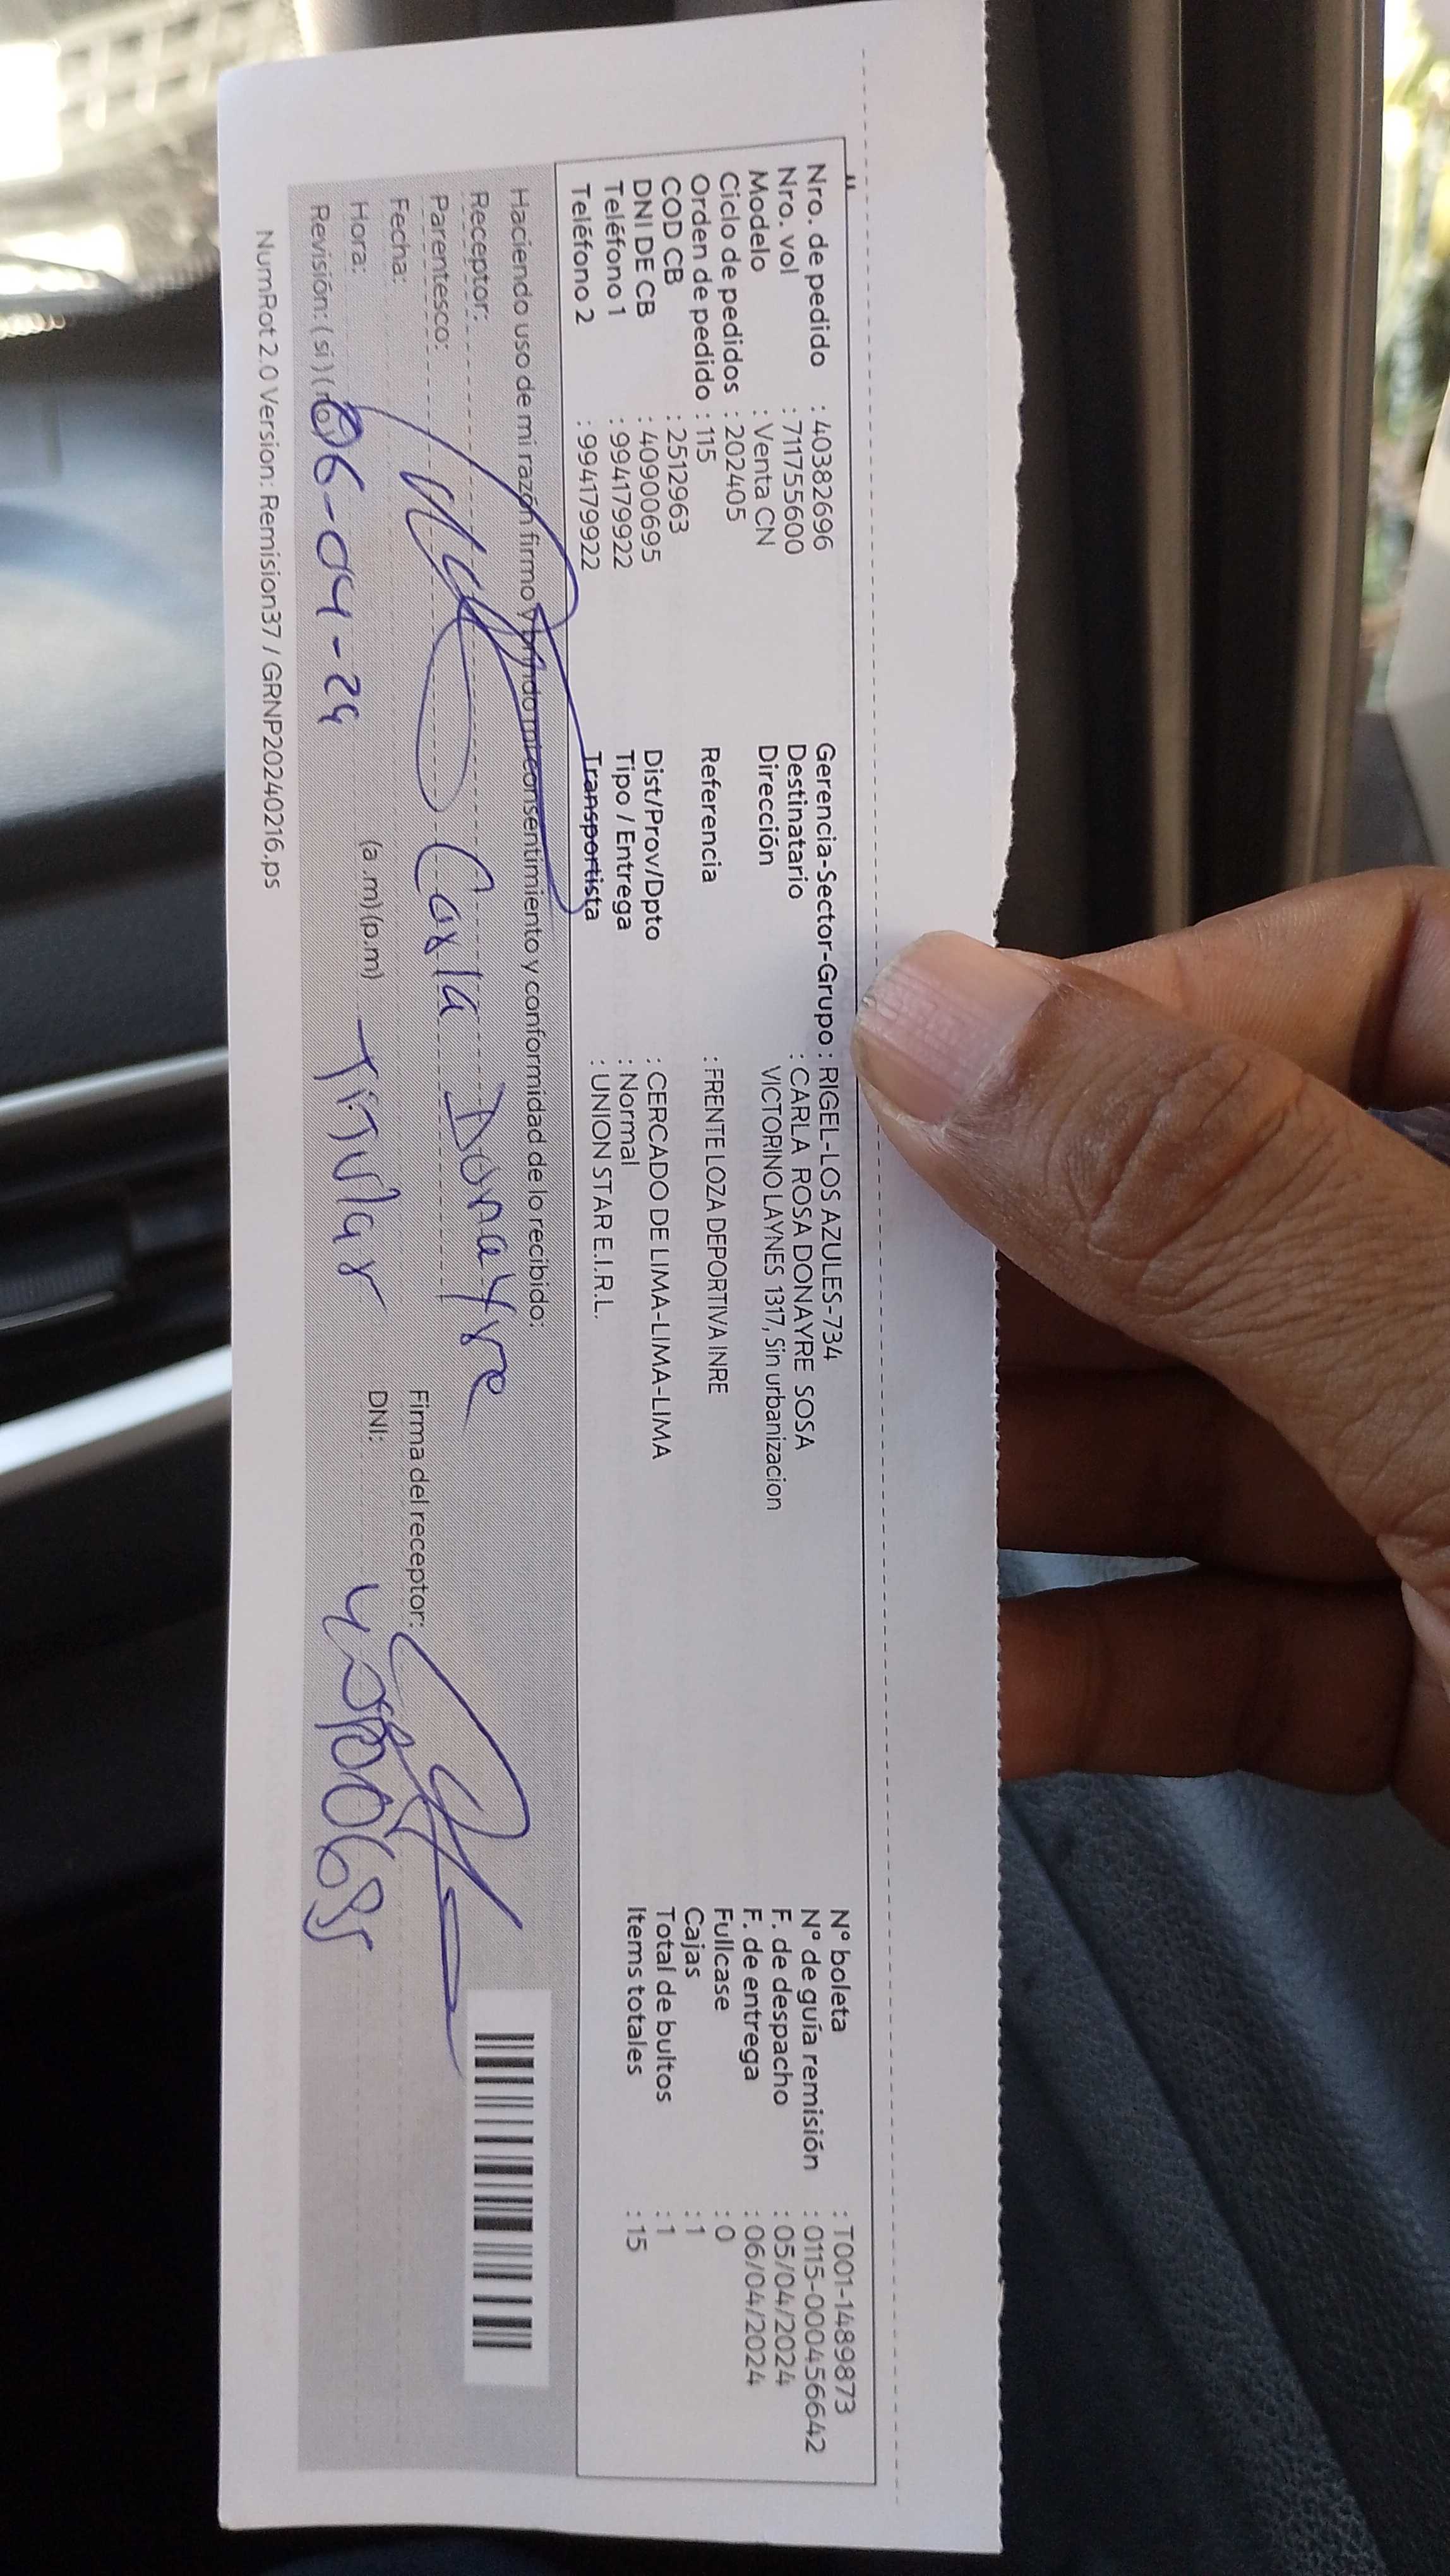 Nro. de pedido : 40382696
Nro. vol : 711755600
Modelo : Venta CN
Ciclo de pedidos : 202405
Orden de pedido : 115
COD CB : 2512963
DNI DE CB : 40900695
Teléfono 1 : 994179922
Teléfono 2 : 994179922
Gerencia-Sector-Grupo : RIGEL-LOS AZULES-734
Destinatario : CARLA ROSA DONAYRE SOSA
Dirección VICTORINO LAYNES 1317, Sin urbanizacion
Referencia : FRENTE LOZA DEPORTIVA INRE
Dist/Prov/Dpto : CERCADO DE LIMA-LIMA-LIMA
Tipo / Entrega : Normal
Transportista : UNION STAR E.I.R.L.
N° boleta : T001-1489873
N° de guía remisión : 0115-000456642
F. de despacho : 05/04/2024
F. de entrega : 06/04/2024
Fullcase : 0
Cajas : 1
Total de bultos : 1
Items totales : 15
Haciendo uso de mi razón firmo y brindo mi consentimiento y conformidad de lo recibido:
Receptor:
Parentesco: Carla Donayre
Fecha: Firma del receptor:
Hora: (a.m)(p.m) Titular DNI: 40900695
Revisión: (si) (no) 06-04-24
NumRot 2.0 Version: Remision37 / GRNP20240216.ps